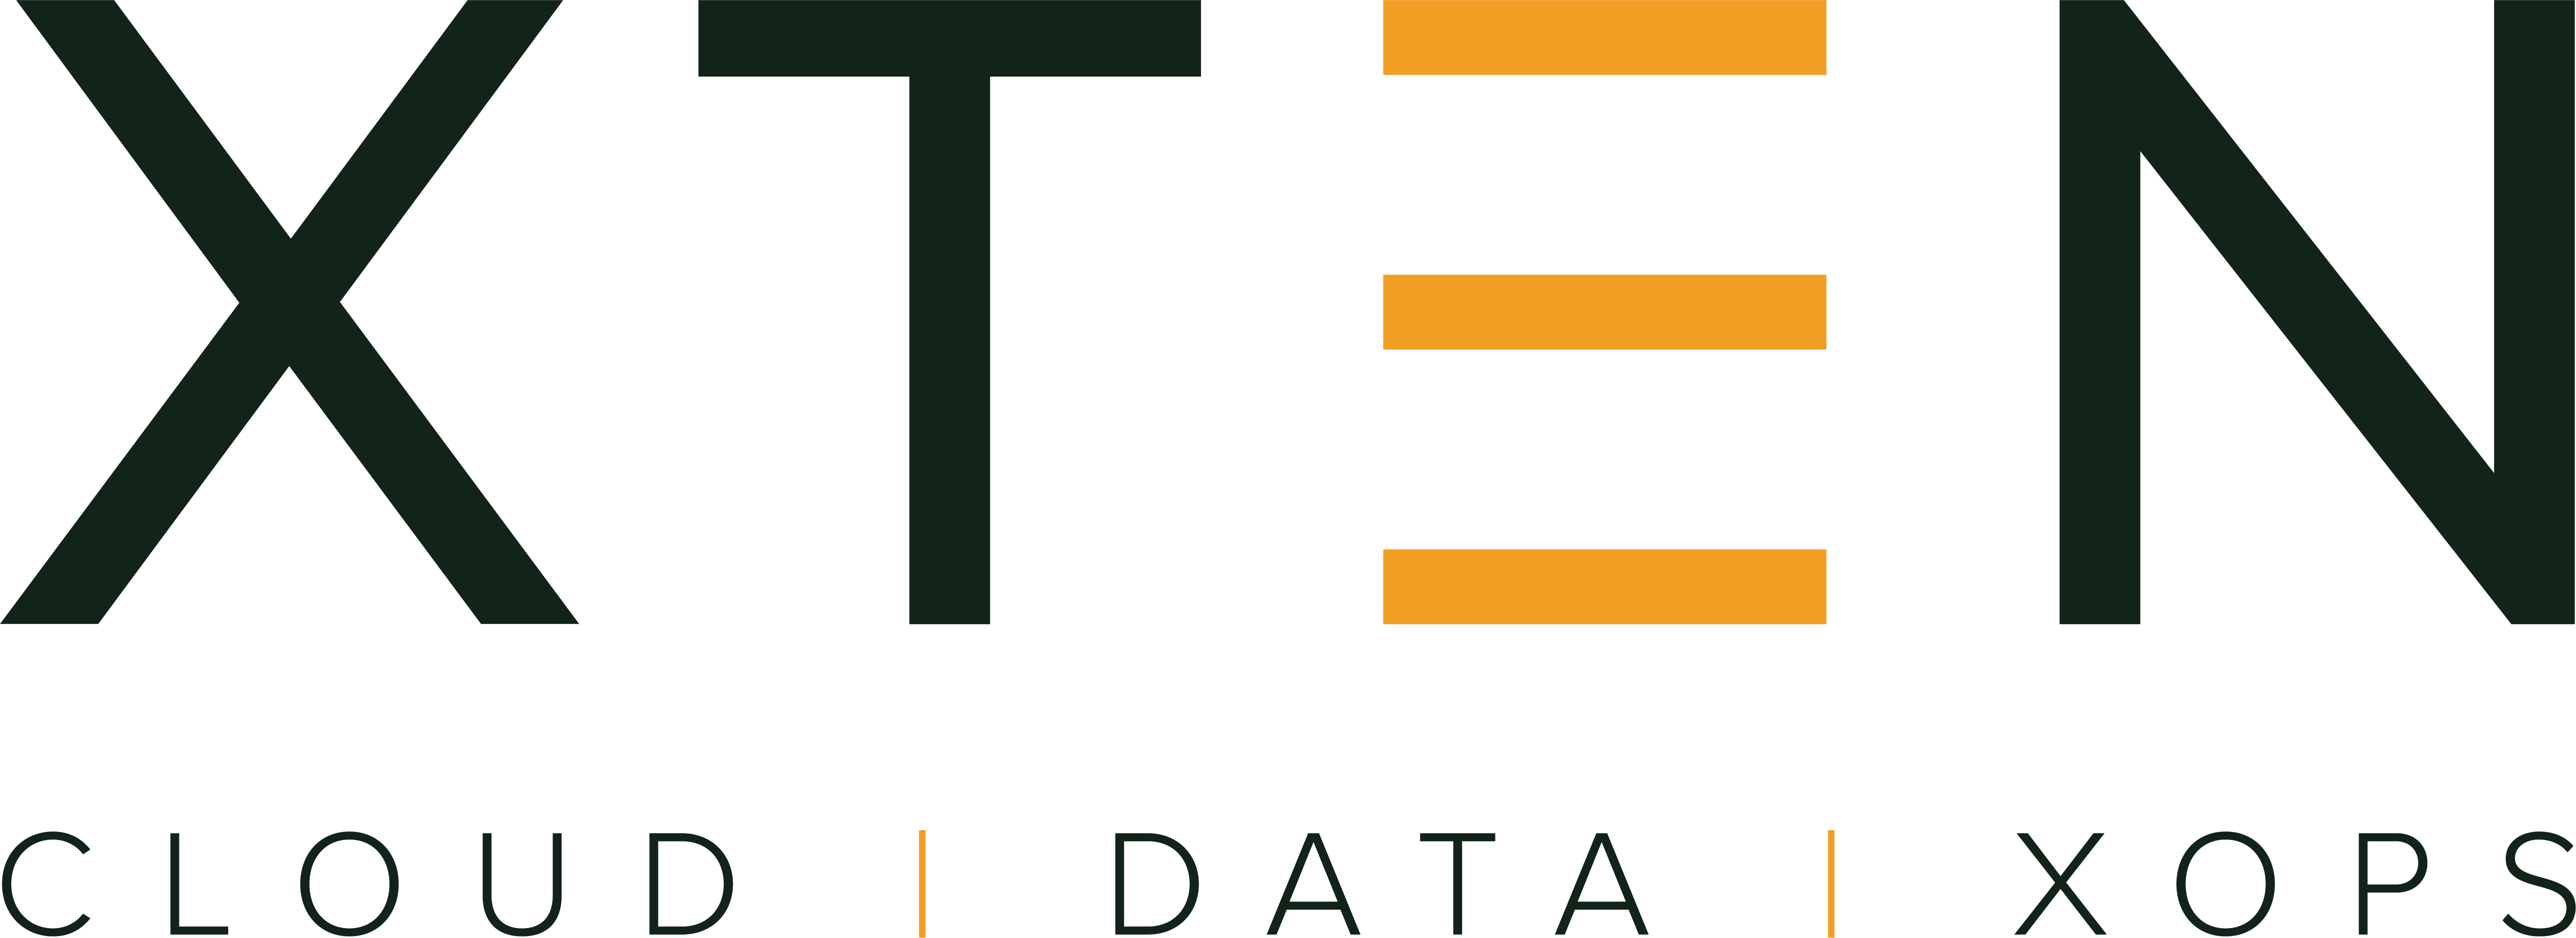 XTEN
CLOUD | DATA | XOPS